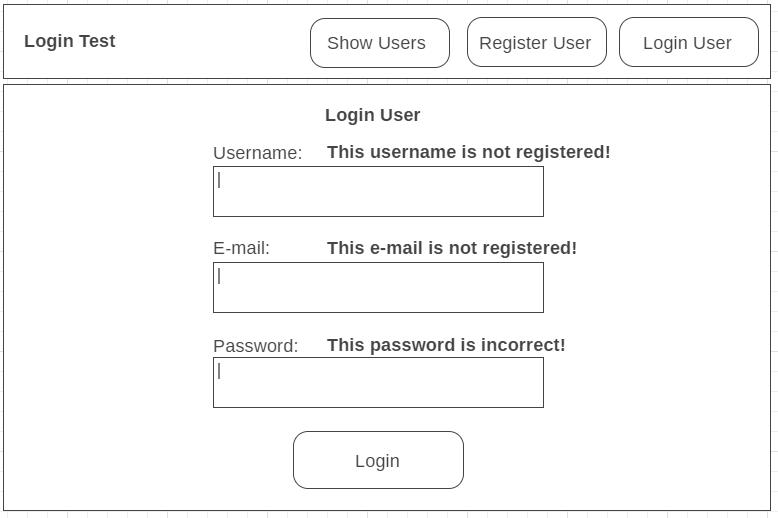 Login Test Show Users Register User Login User
Login User
Username: This username is not registered!
E-mail: This e-mail is not registered!
Password: This password is incorrect!
Login